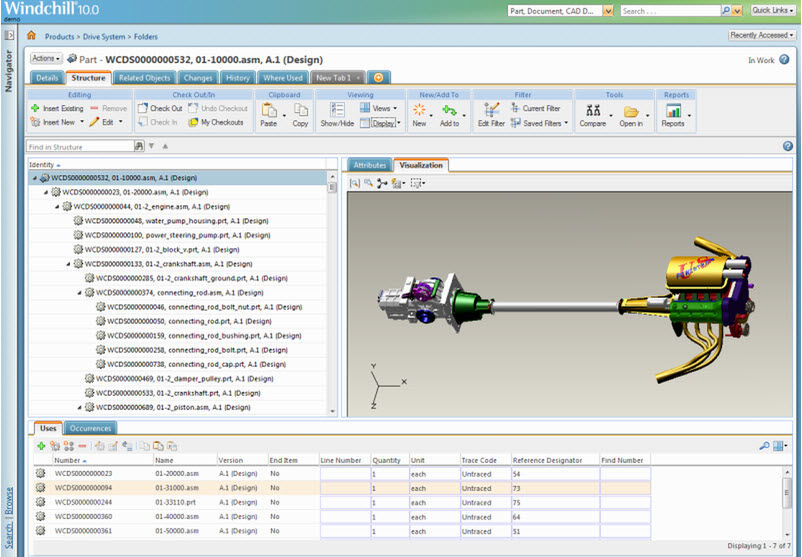 Windchill 10.0
demo
Part, Document, CAD D...
Search . . .
Quick Links
Products > Drive System > Folders
Recently Accessed
Navigator
Actions
Part - WCDS0000000532, 01-10000.asm, A.1 (Design)
In Work
Details Structure Related Objects Changes History Where Used New Tab 1
Editing Check Out/In Clipboard Viewing New/Add To Filter Tools Reports
Insert Existing Remove Check Out Undo Checkout Views Current Filter
Insert New Edit Check In My Checkouts Paste Copy Show/Hide Display New Add to Edit Filter Saved Filters Compare Open in Reports
Find in Structure
Identity
Attributes Visualization
WCDS0000000532, 01-10000.asm, A.1 (Design)
WCDS0000000023, 01-20000.asm, A.1 (Design)
WCDS0000000044, 01-2_engine.asm, A.1 (Design)
WCDS0000000048, water_pump_housing.prt, A.1 (Design)
WCDS0000000100, power_steering_pump.prt, A.1 (Design)
WCDS0000000127, 01-2_block_v.prt, A.1 (Design)
WCDS0000000133, 01-2_crankshaft.asm, A.1 (Design)
WCDS0000000285, 01-2_crankshaft_ground.prt, A.1 (Design)
WCDS0000000374, connecting_rod.asm, A.1 (Design)
WCDS0000000046, connecting_rod_bolt_nut.prt, A.1 (Design)
WCDS0000000050, connecting_rod.prt, A.1 (Design)
WCDS0000000159, connecting_rod_bushing.prt, A.1 (Design)
WCDS0000000258, connecting_rod_bolt.prt, A.1 (Design)
WCDS0000000738, connecting_rod_cap.prt, A.1 (Design)
WCDS0000000469, 01-2_damper_pulley.prt, A.1 (Design)
WCDS0000000533, 01-2_crankshaft.prt, A.1 (Design)
WCDS0000000689, 01-2_piston.asm, A.1 (Design)
Y
X
Z
Uses Occurrences
Number Name Version End Item Line Number Quantity Unit Trace Code Reference Designator Find Number
WCDS0000000023 01-20000.asm A.1 (Design) No 1 each Untraced 54
WCDS0000000094 01-31000.asm A.1 (Design) No 1 each Untraced 73
WCDS0000000244 01-33110.prt A.1 (Design) No 1 each Untraced 75
WCDS0000000360 01-40000.asm A.1 (Design) No 1 each Untraced 64
WCDS0000000361 01-50000.asm A.1 (Design) No 1 each Untraced 51
Search | Browse
Displaying 1 - 7 of 7